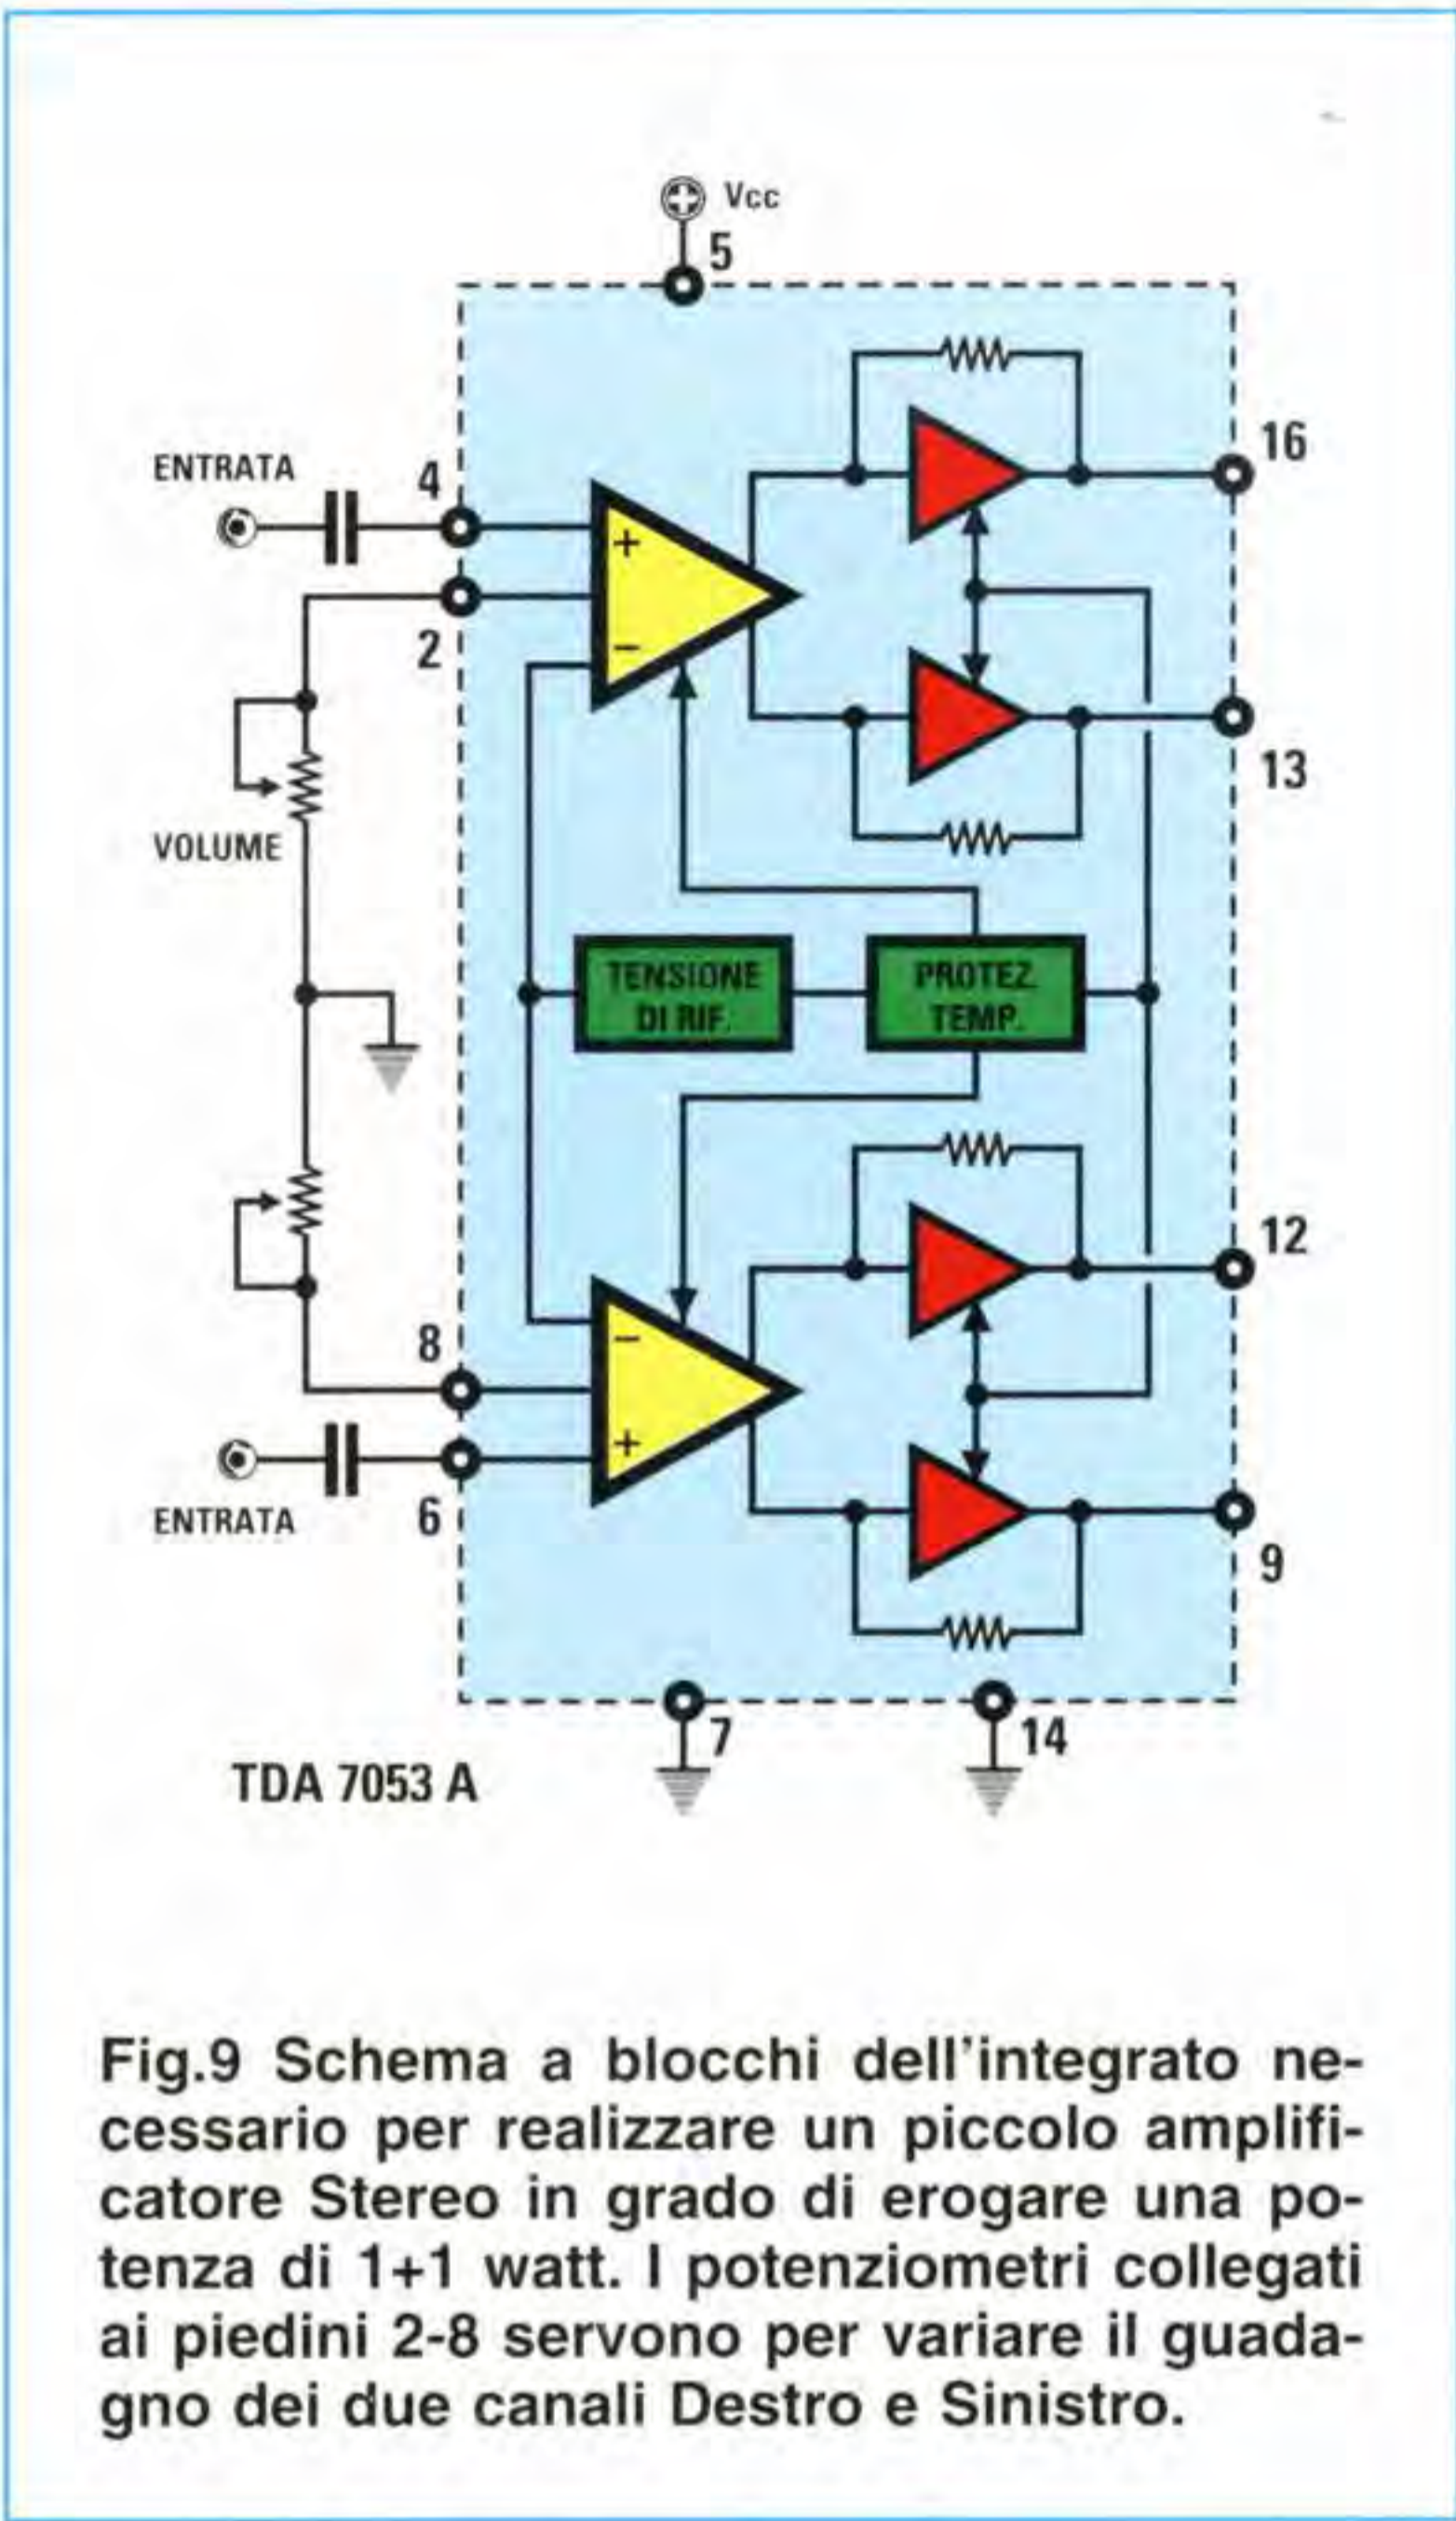 Vcc
5
16
ENTRATA
4
+
2
−
13
VOLUME
TENSIONE
DI RIF.
PROTEZ.
TEMP.
12
8
−
+
ENTRATA
6
9
7
14
TDA 7053 A
Fig.9 Schema a blocchi dell'integrato ne-
cessario per realizzare un piccolo amplifi-
catore Stereo in grado di erogare una po-
tenza di 1+1 watt. I potenziometri collegati
ai piedini 2-8 servono per variare il guada-
gno dei due canali Destro e Sinistro.